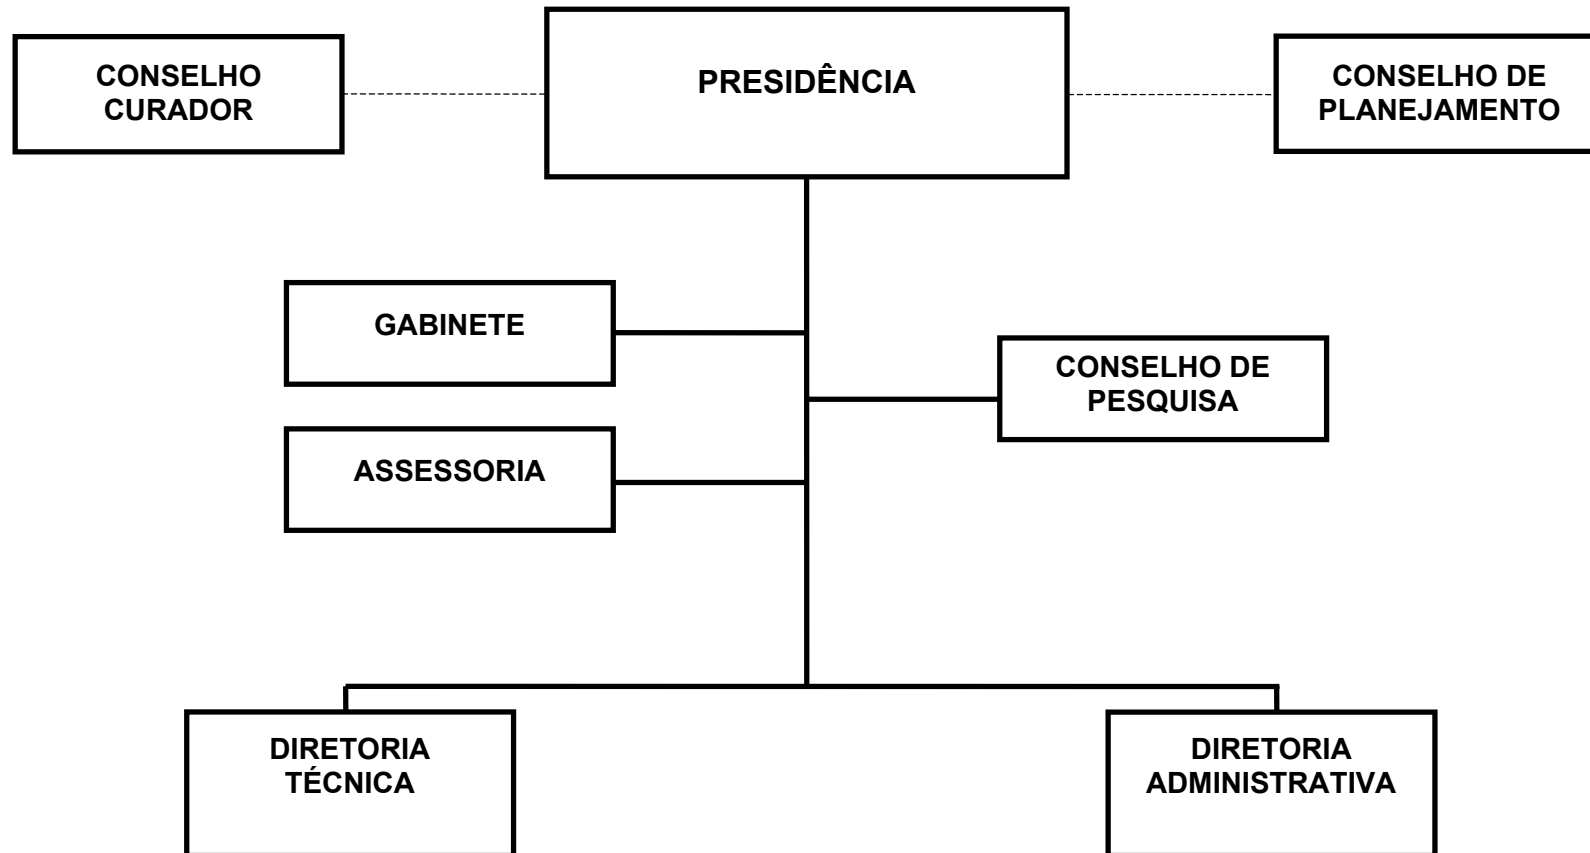 CONSELHO
CURADOR
PRESIDÊNCIA
CONSELHO DE
PLANEJAMENTO
GABINETE
CONSELHO DE
PESQUISA
ASSESSORIA
DIRETORIA
TÉCNICA
DIRETORIA
ADMINISTRATIVA